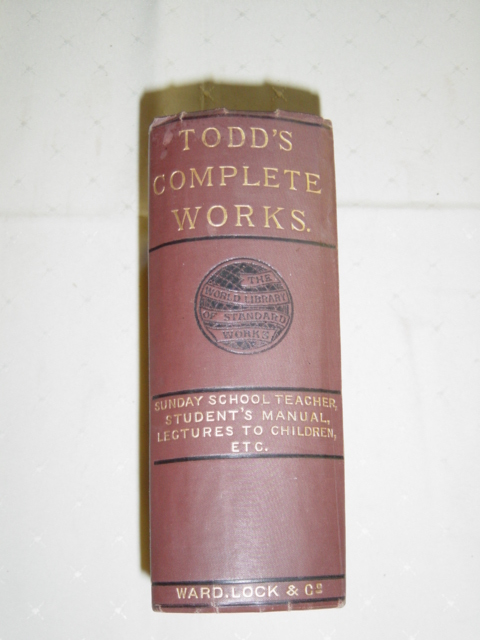 TODD'S
COMPLETE
WORKS.
THE
WORLD LIBRARY
OF STANDARD
WORKS
SUNDAY SCHOOL TEACHER,
STUDENT'S MANUAL,
LECTURES TO CHILDREN,
ETC.
WARD. LOCK & Co